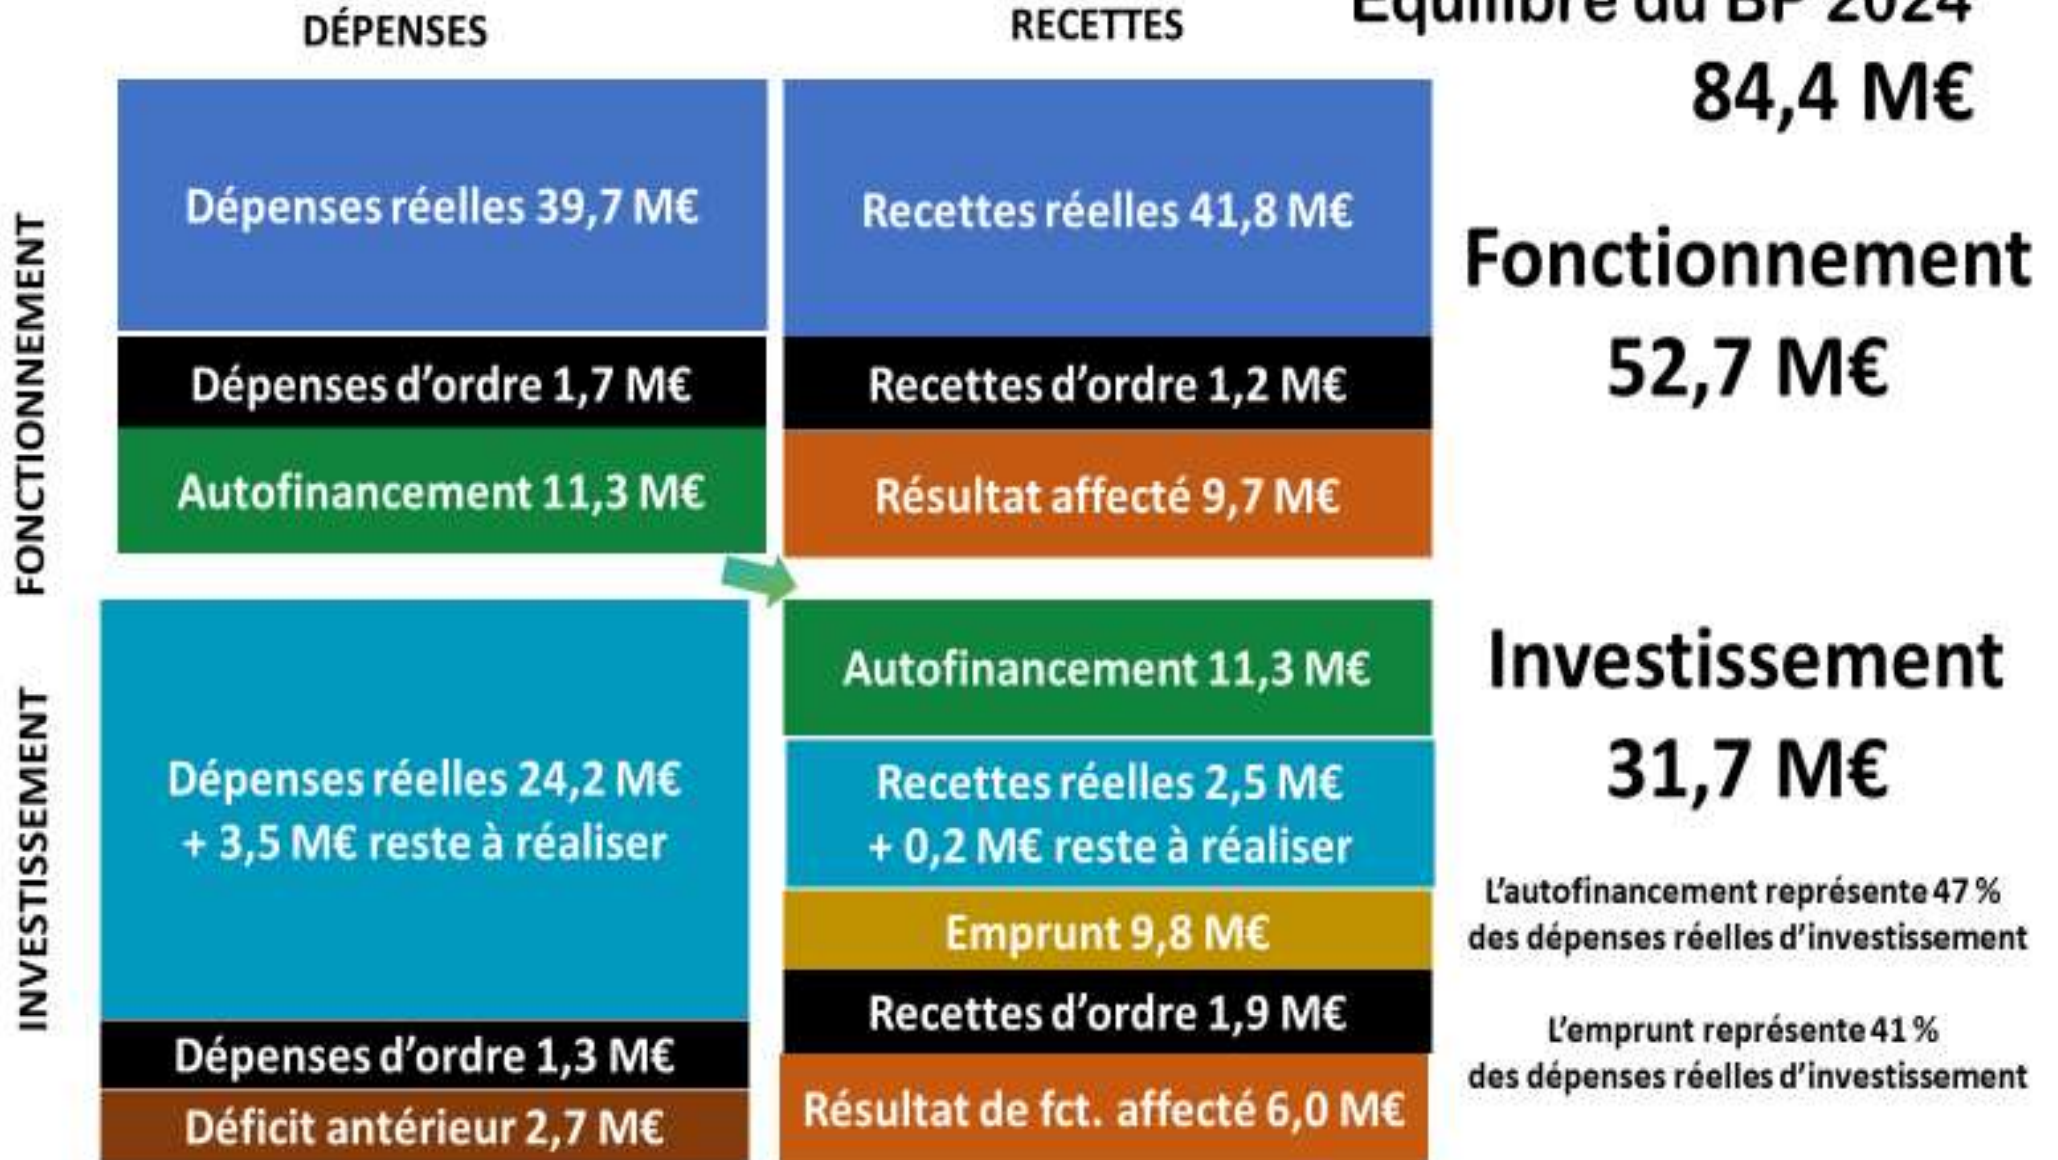 DÉPENSES
RECETTES
Équilibre du BP 2024
84,4 M€
FONCTIONNEMENT
Dépenses réelles 39,7 M€
Recettes réelles 41,8 M€
Fonctionnement
52,7 M€
Dépenses d’ordre 1,7 M€
Recettes d’ordre 1,2 M€
Autofinancement 11,3 M€
Résultat affecté 9,7 M€
INVESTISSEMENT
Dépenses réelles 24,2 M€
+ 3,5 M€ reste à réaliser
Dépenses d’ordre 1,3 M€
Déficit antérieur 2,7 M€
Autofinancement 11,3 M€
Recettes réelles 2,5 M€
+ 0,2 M€ reste à réaliser
Emprunt 9,8 M€
Recettes d’ordre 1,9 M€
Résultat de fct. affecté 6,0 M€
Investissement
31,7 M€
L’autofinancement représente 47 %
des dépenses réelles d’investissement
L’emprunt représente 41 %
des dépenses réelles d’investissement